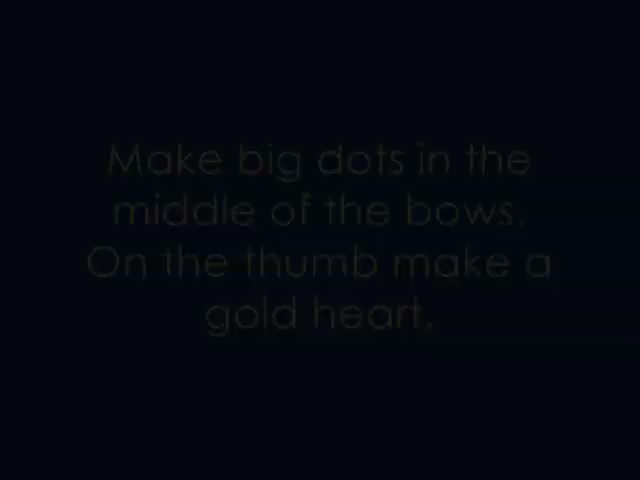 Make big dots in the
middle of the bows.
On the thumb make a
gold heart.